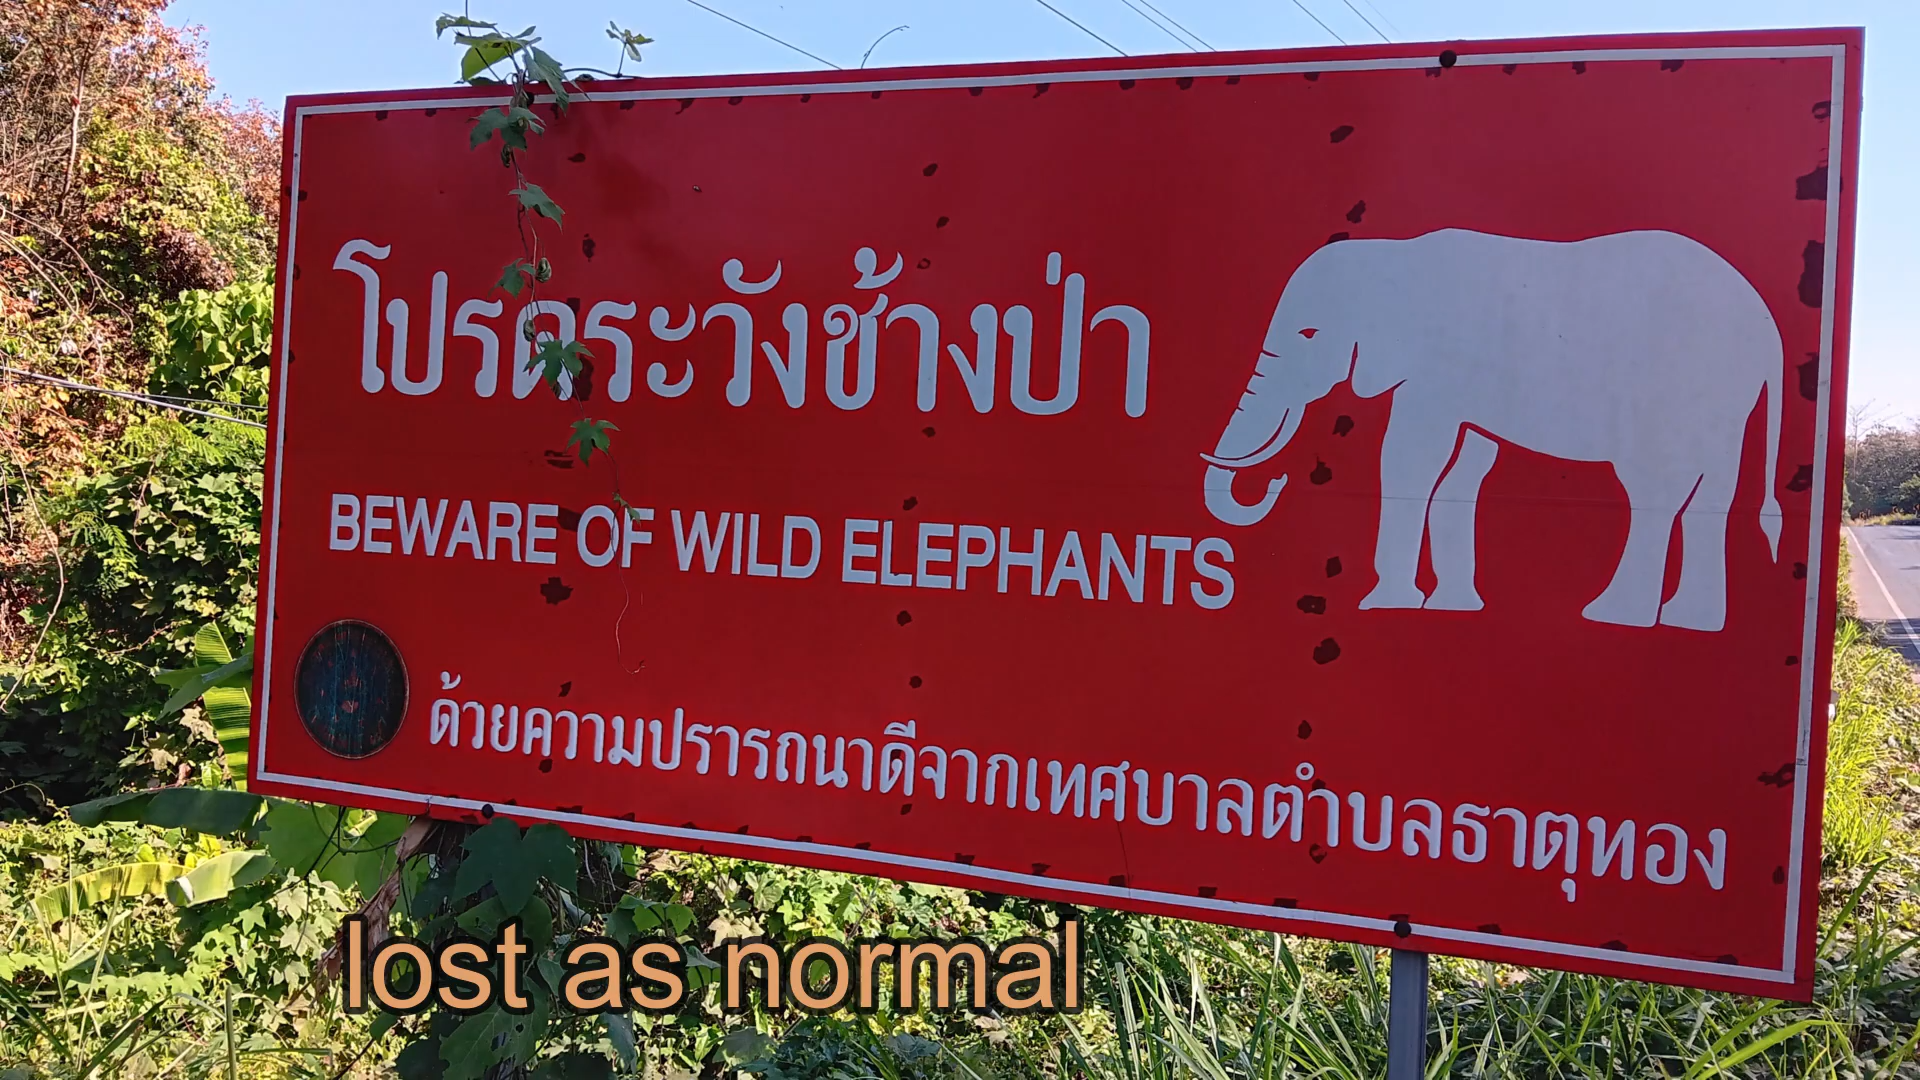 โปรดระวังช้างป่า
BEWARE OF WILD ELEPHANTS
ด้วยความปรารถนาดีจากเทศบาลตำบลธาตุทอง
lost as normal